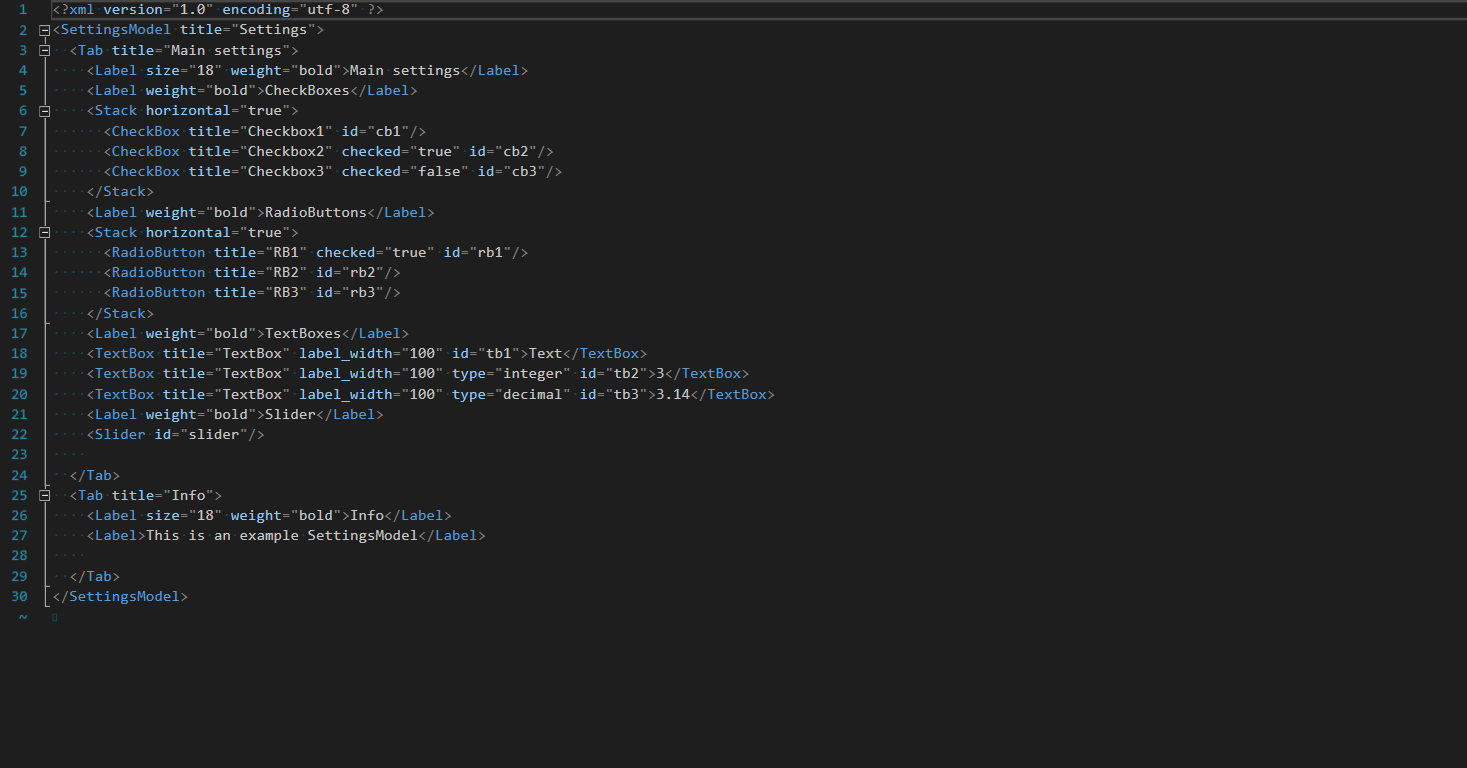 1 <?xml version="1.0" encoding="utf-8" ?>
2 <SettingsModel title="Settings">
3   <Tab title="Main settings">
4     <Label size="18" weight="bold">Main settings</Label>
5     <Label weight="bold">CheckBoxes</Label>
6     <Stack horizontal="true">
7       <CheckBox title="Checkbox1" id="cb1"/>
8       <CheckBox title="Checkbox2" checked="true" id="cb2"/>
9       <CheckBox title="Checkbox3" checked="false" id="cb3"/>
10     </Stack>
11     <Label weight="bold">RadioButtons</Label>
12     <Stack horizontal="true">
13       <RadioButton title="RB1" checked="true" id="rb1"/>
14       <RadioButton title="RB2" id="rb2"/>
15       <RadioButton title="RB3" id="rb3"/>
16     </Stack>
17     <Label weight="bold">TextBoxes</Label>
18     <TextBox title="TextBox" label_width="100" id="tb1">Text</TextBox>
19     <TextBox title="TextBox" label_width="100" type="integer" id="tb2">3</TextBox>
20     <TextBox title="TextBox" label_width="100" type="decimal" id="tb3">3.14</TextBox>
21     <Label weight="bold">Slider</Label>
22     <Slider id="slider"/>
23
24   </Tab>
25   <Tab title="Info">
26     <Label size="18" weight="bold">Info</Label>
27     <Label>This is an example SettingsModel</Label>
28
29   </Tab>
30 </SettingsModel>
~